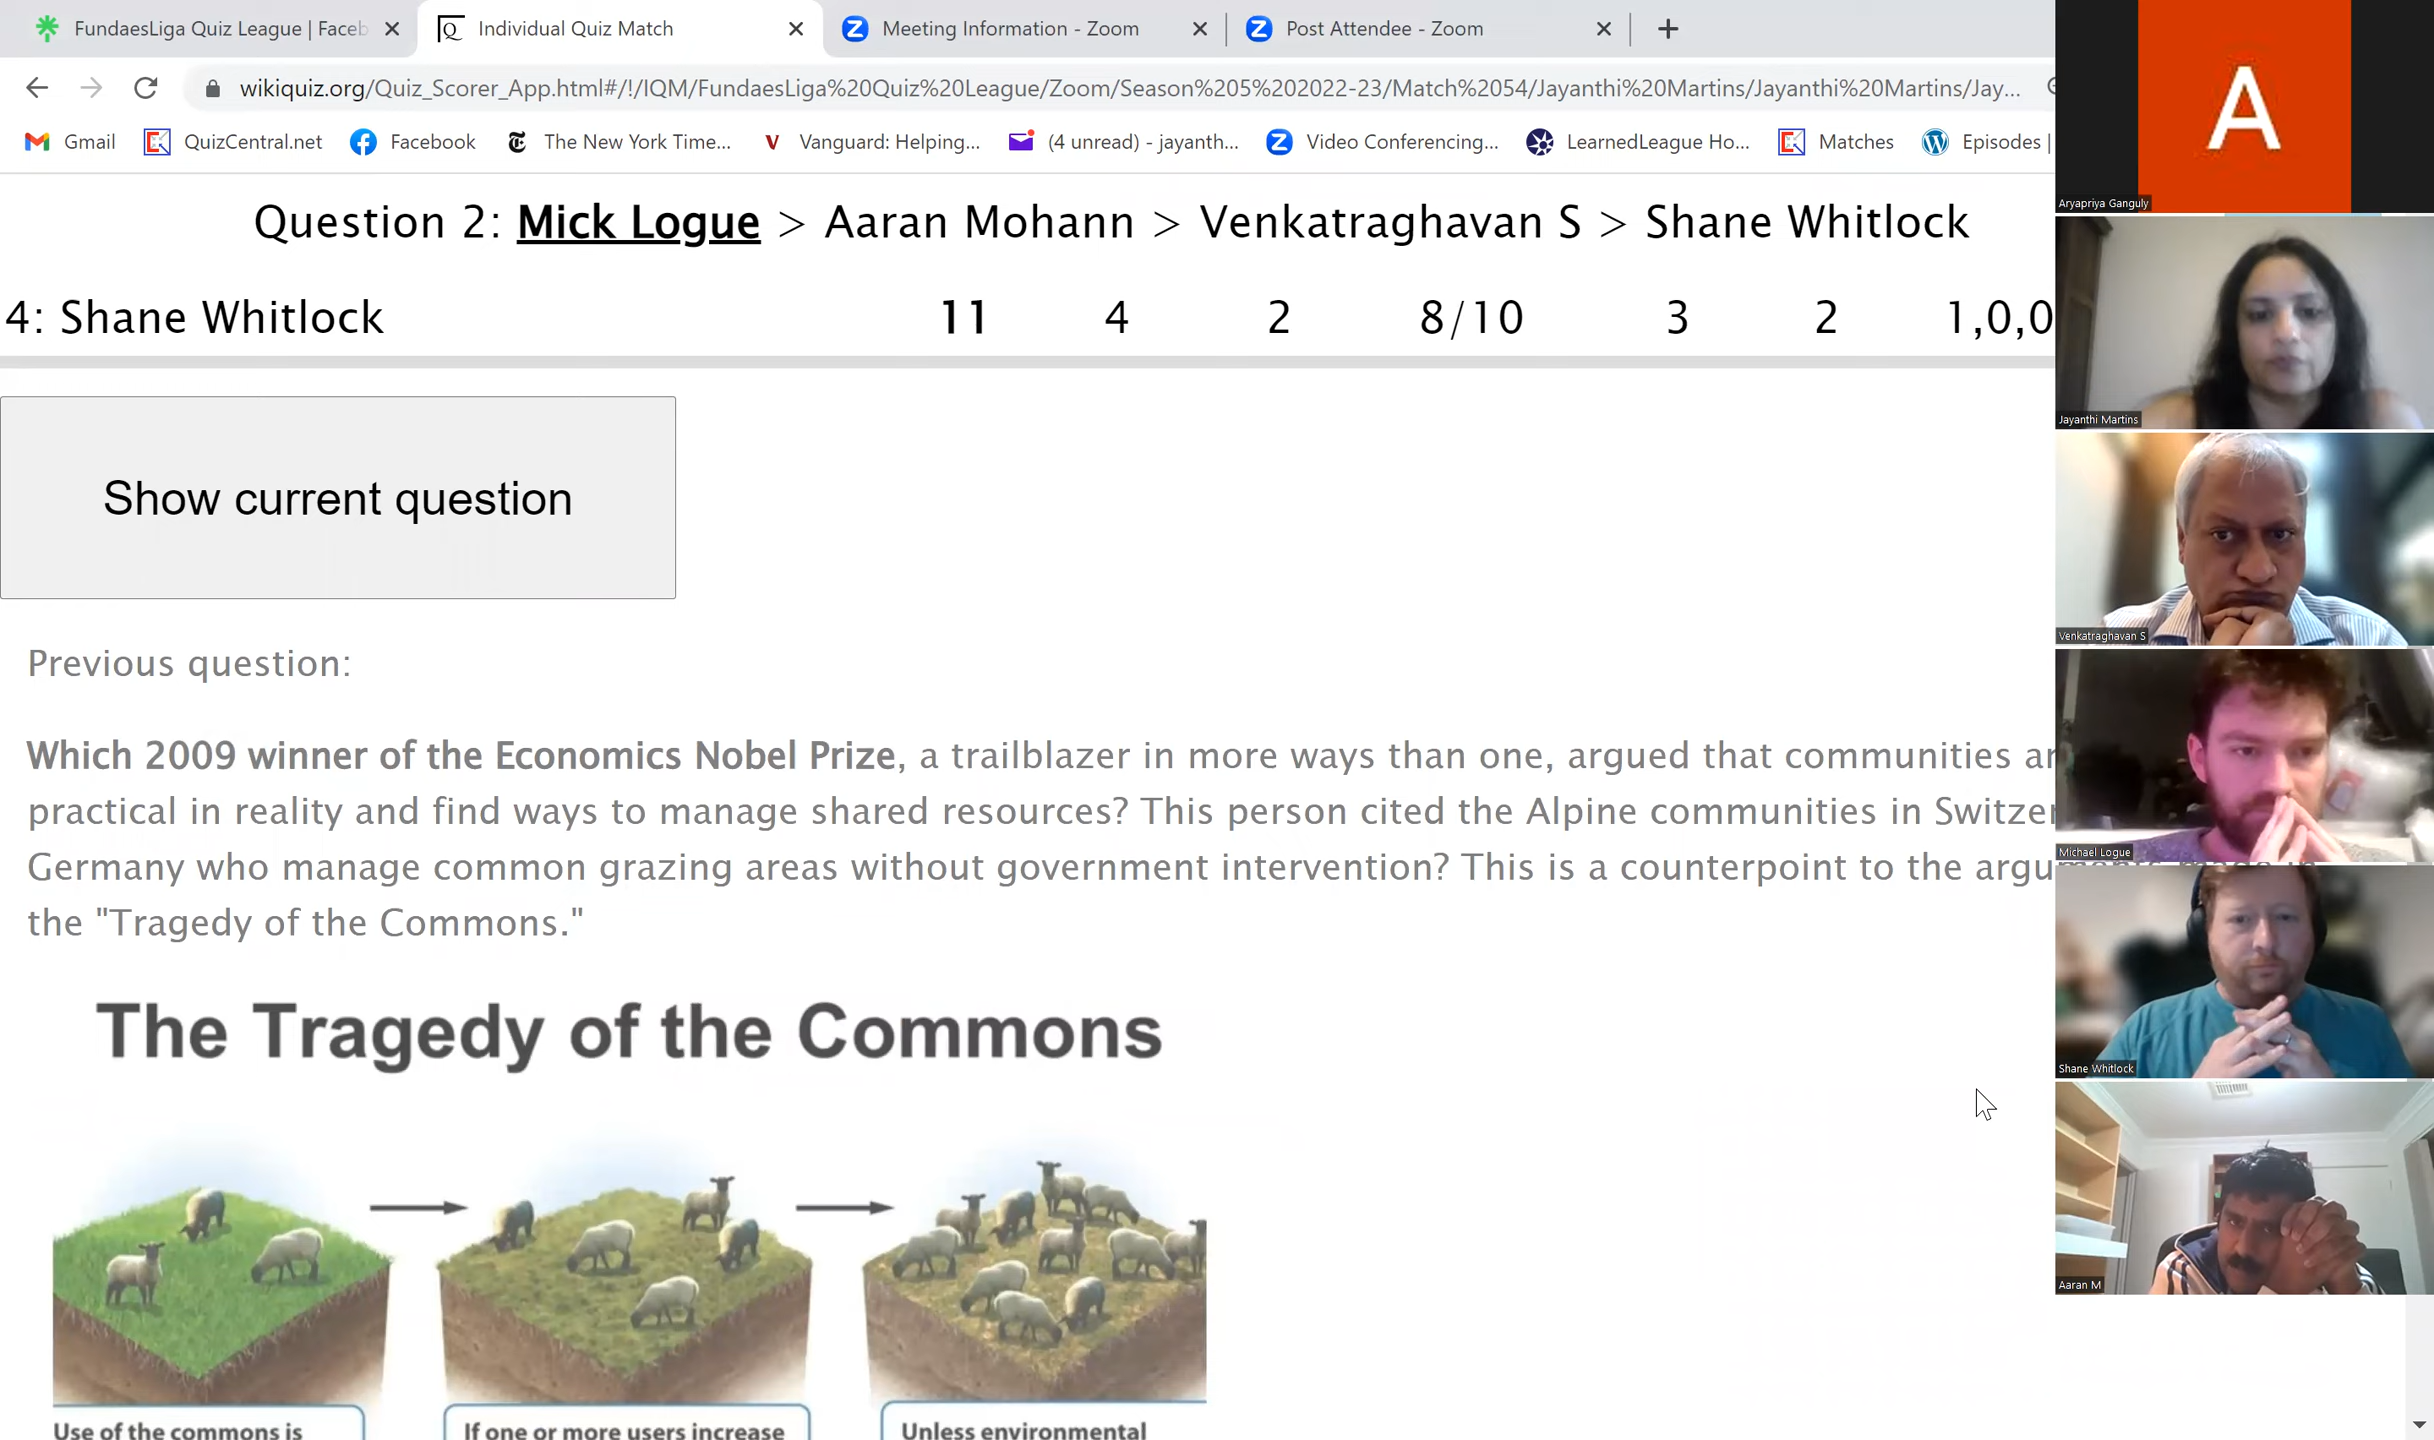 FundaesLiga Quiz League | Faceb
Individual Quiz Match
Meeting Information - Zoom
Post Attendee - Zoom
wikiquiz.org/Quiz_Scorer_App.html#/!/IQM/FundaesLiga%20Quiz%20League/Zoom/Season%205%202022-23/Match%2054/Jayanthi%20Martins/Jayanthi%20Martins/Jay...
Gmail QuizCentral.net Facebook The New York Time... Vanguard: Helping... (4 unread) - jayanth... Video Conferencing... LearnedLeague Ho... Matches Episodes |
Question 2: Mick Logue > Aaran Mohann > Venkatraghavan S > Shane Whitlock
4: Shane Whitlock 11 4 2 8/10 3 2 1,0,0
Show current question
Previous question:
Which 2009 winner of the Economics Nobel Prize, a trailblazer in more ways than one, argued that communities ar
practical in reality and find ways to manage shared resources? This person cited the Alpine communities in Switzer
Germany who manage common grazing areas without government intervention? This is a counterpoint to the argu
the "Tragedy of the Commons."
The Tragedy of the Commons
Use of the commons is
If one or more users increase
Unless environmental
A
Aryapriya Ganguly
Jayanthi Martins
Venkatraghavan S
Michael Logue
Shane Whitlock
Aaran M